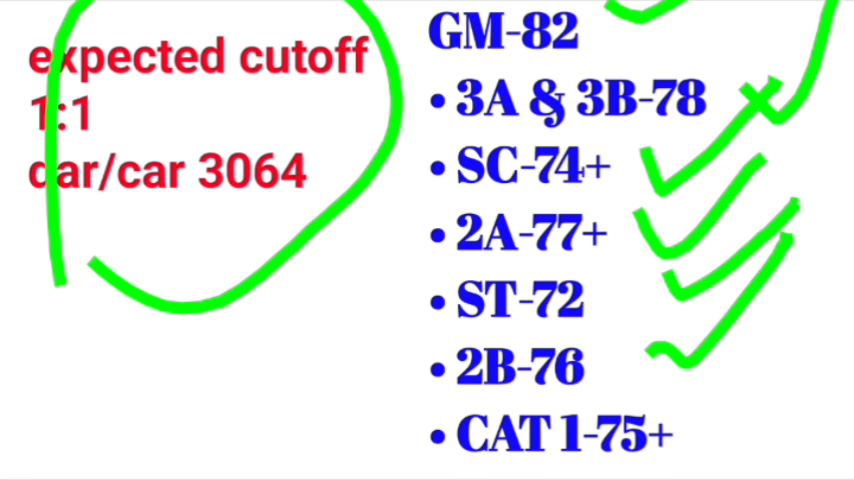 expected cutoff
1:1
dar/car 3064
GM-82
• 3A & 3B-78
• SC-74+
• 2A-77+
• ST-72
• 2B-76
• CAT 1-75+